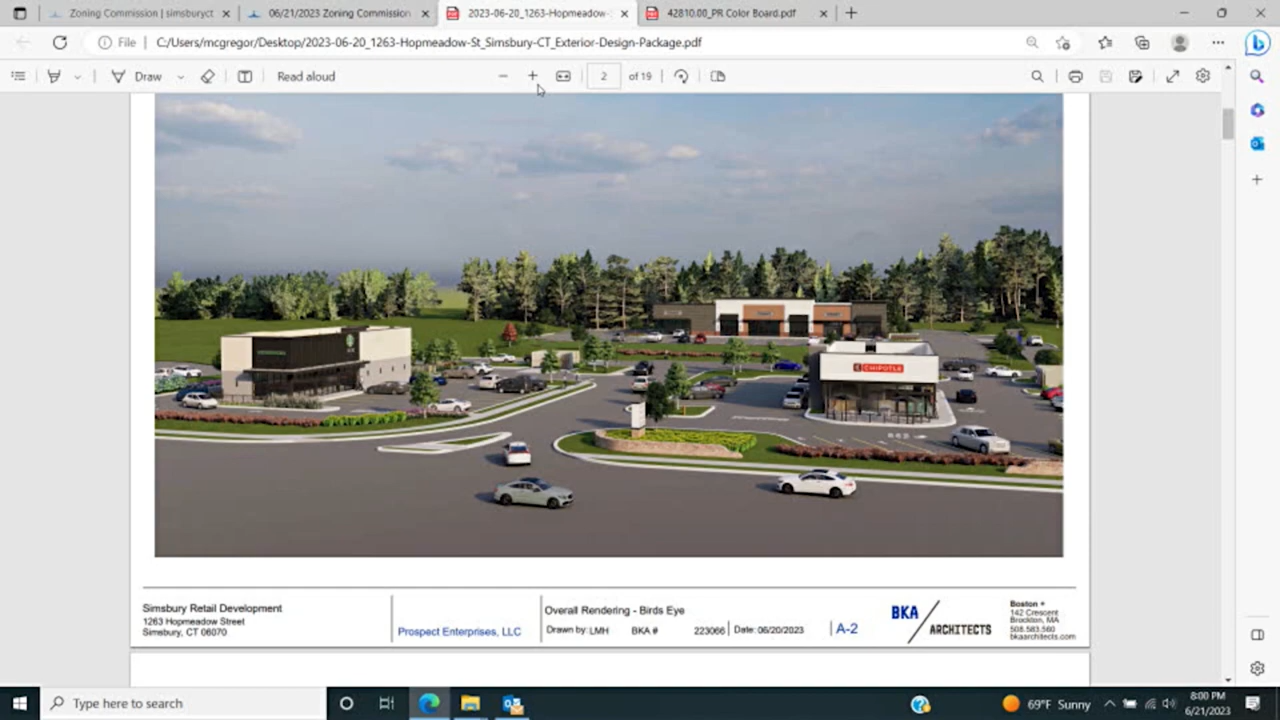 Zoning Commission | simsburyct
06/21/2023 Zoning Commission
2023-06-20_1263-Hopmeadow-
42810.00_PR Color Board.pdf
File
C:/Users/mcgregor/Desktop/2023-06-20_1263-Hopmeadow-St_Simsbury-CT_Exterior-Design-Package.pdf
Draw
Read aloud
2
of 19
CHIPOTLE
Simsbury Retail Development
1263 Hopmeadow Street
Simsbury, CT 06070
Prospect Enterprises, LLC
Overall Rendering - Birds Eye
Drawn by: LMH BKA # 223066 Date: 06/20/2023
A-2
BKA
ARCHITECTS
Boston +
142 Crescent
Brockton, MA
508.583.560
bkaarchitects.com
Type here to search
69°F Sunny
8:00 PM
6/21/2023